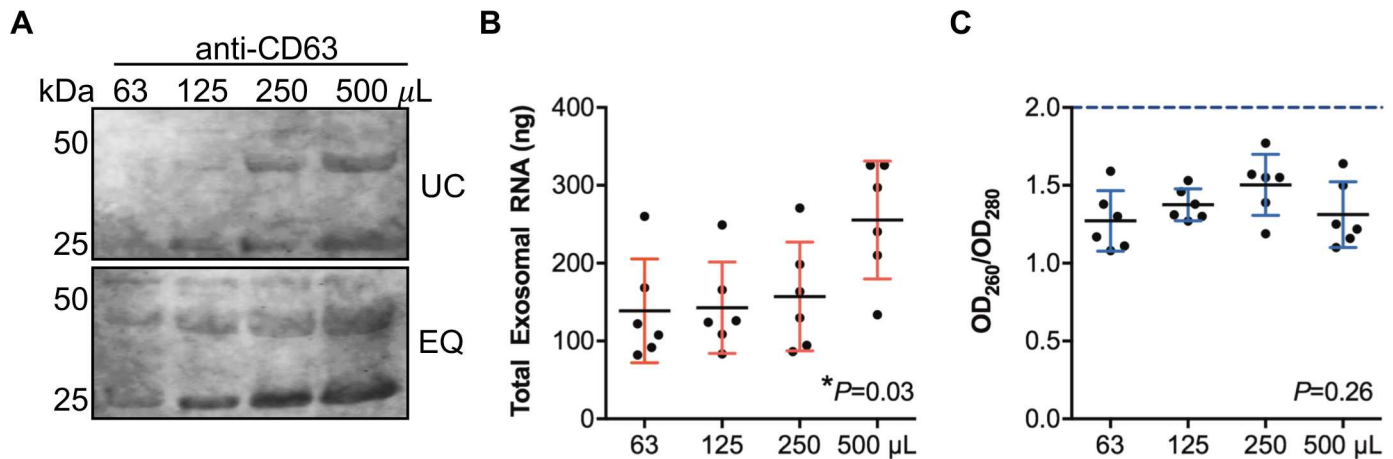 A
anti-CD63
kDa 63 125 250 500 μL
50
25
UC
50
25
EQ
B
Total Exosomal RNA (ng)
400
300
200
100
0
*P=0.03
63 125 250 500 μL
C
OD260/OD280
2.0
1.5
1.0
0.5
0.0
P=0.26
63 125 250 500 μL